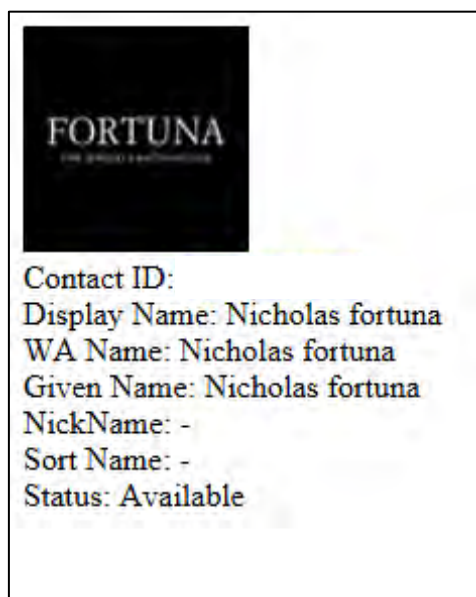 FORTUNA
Contact ID:
Display Name: Nicholas fortuna
WA Name: Nicholas fortuna
Given Name: Nicholas fortuna
NickName: -
Sort Name: -
Status: Available